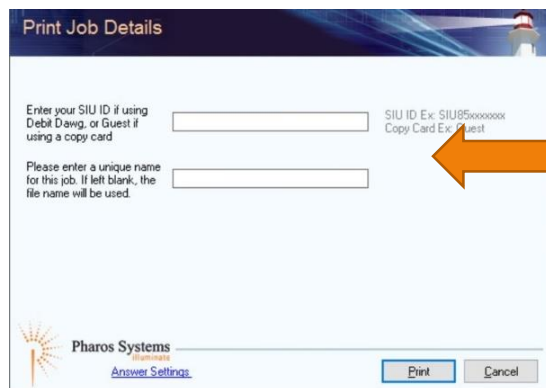 Print Job Details
Enter your SIU ID if using
Debit Dawg, or Guest if
using a copy card
SIU ID Ex: SIU85xxxxxxx
Copy Card Ex: Guest
Please enter a unique name
for this job. If left blank, the
file name will be used.
Pharos Systems
illuminate
Answer Settings
Print
Cancel